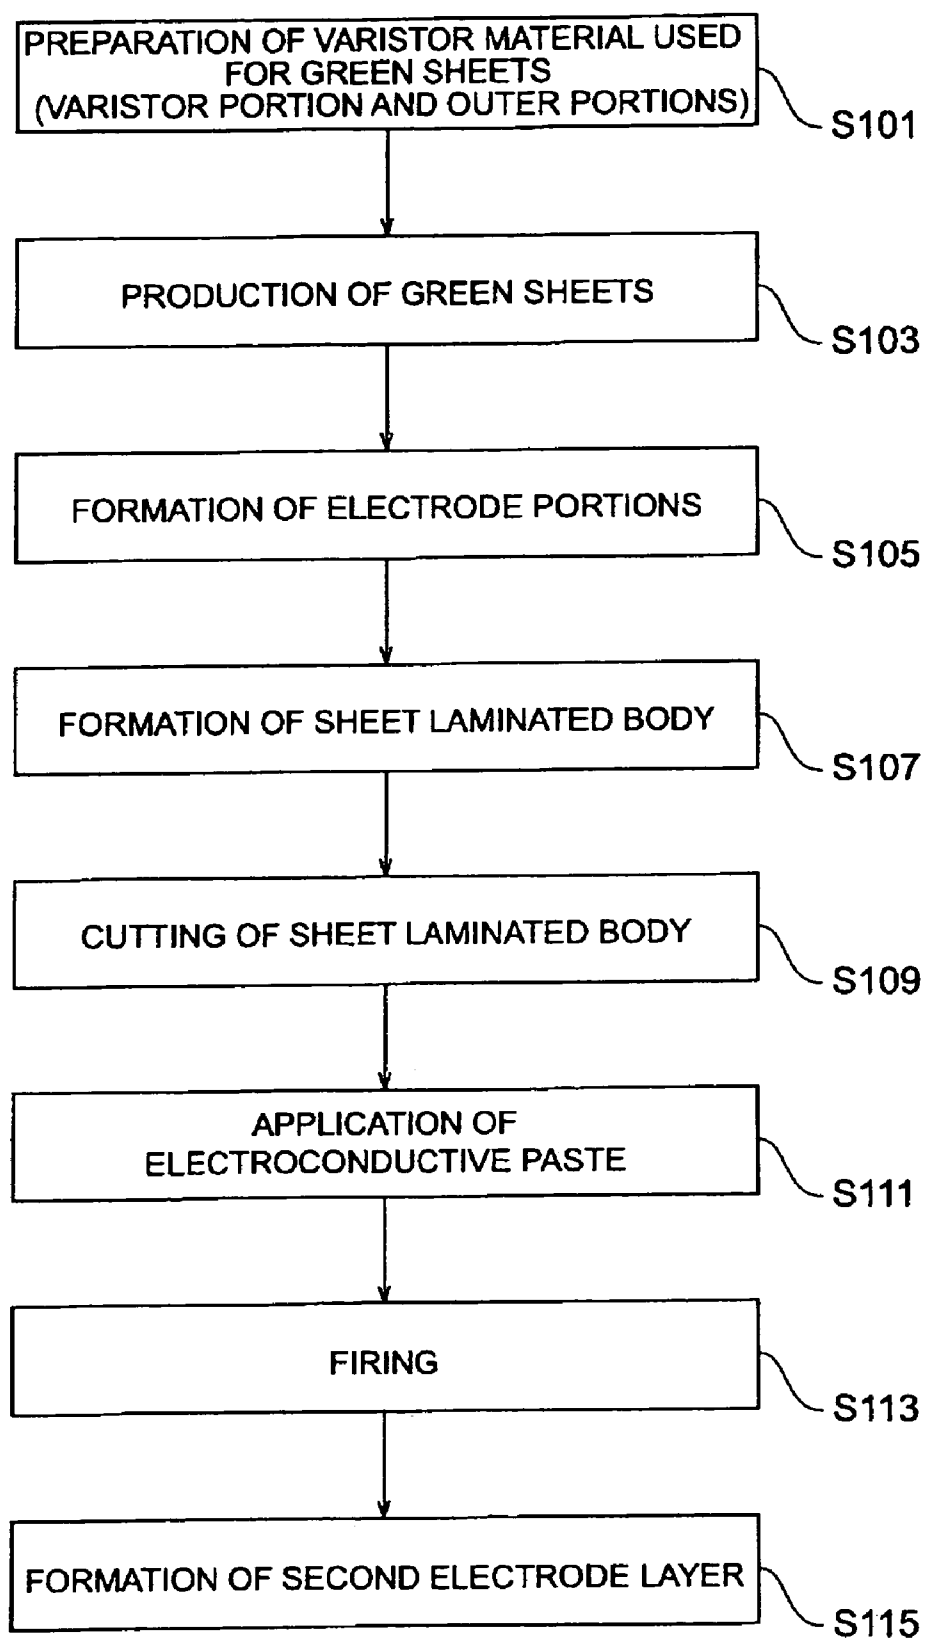 PREPARATION OF VARISTOR MATERIAL USED
FOR GREEN SHEETS
(VARISTOR PORTION AND OUTER PORTIONS)
S101
PRODUCTION OF GREEN SHEETS
S103
FORMATION OF ELECTRODE PORTIONS
S105
FORMATION OF SHEET LAMINATED BODY
S107
CUTTING OF SHEET LAMINATED BODY
S109
APPLICATION OF
ELECTROCONDUCTIVE PASTE
S111
FIRING
S113
FORMATION OF SECOND ELECTRODE LAYER
S115